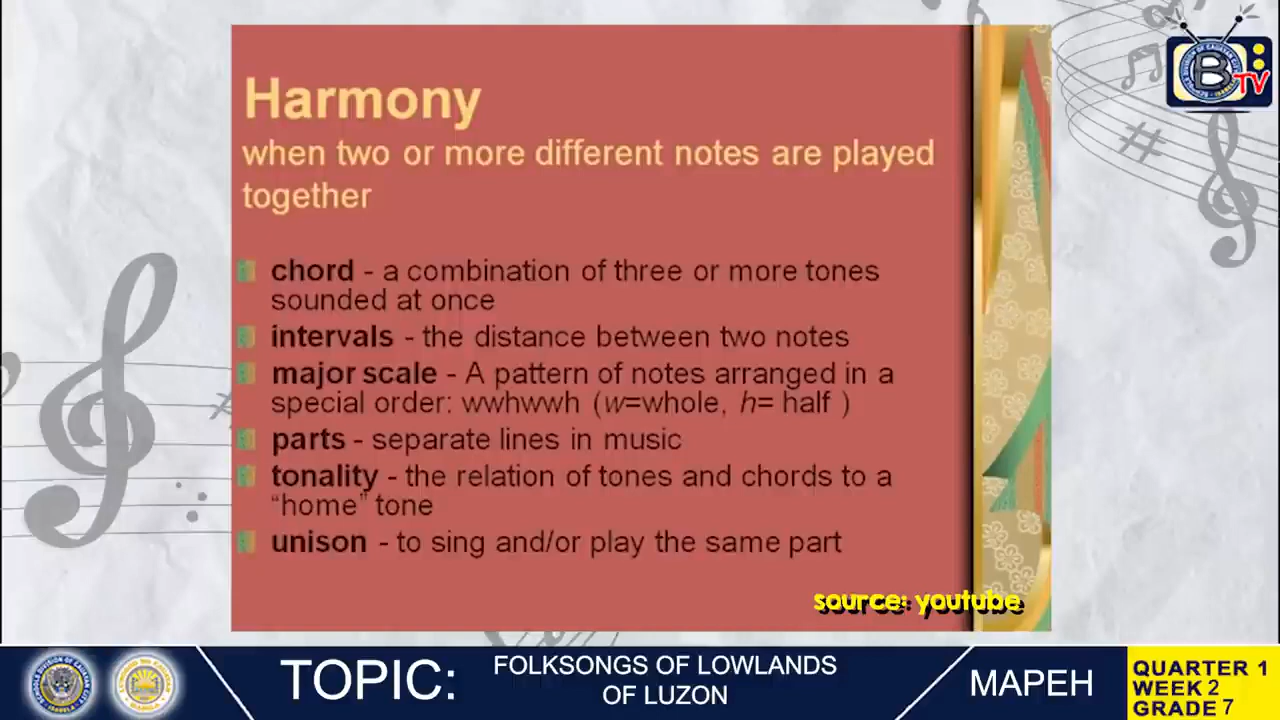 Harmony
when two or more different notes are played
together
chord - a combination of three or more tones
sounded at once
intervals - the distance between two notes
major scale - A pattern of notes arranged in a
special order: wwhwwh (w=whole, h= half )
parts - separate lines in music
tonality - the relation of tones and chords to a
“home” tone
unison - to sing and/or play the same part
source: youtube
B TV
TOPIC:
FOLKSONGS OF LOWLANDS
OF LUZON
MAPEH
QUARTER 1
WEEK 2
GRADE 7